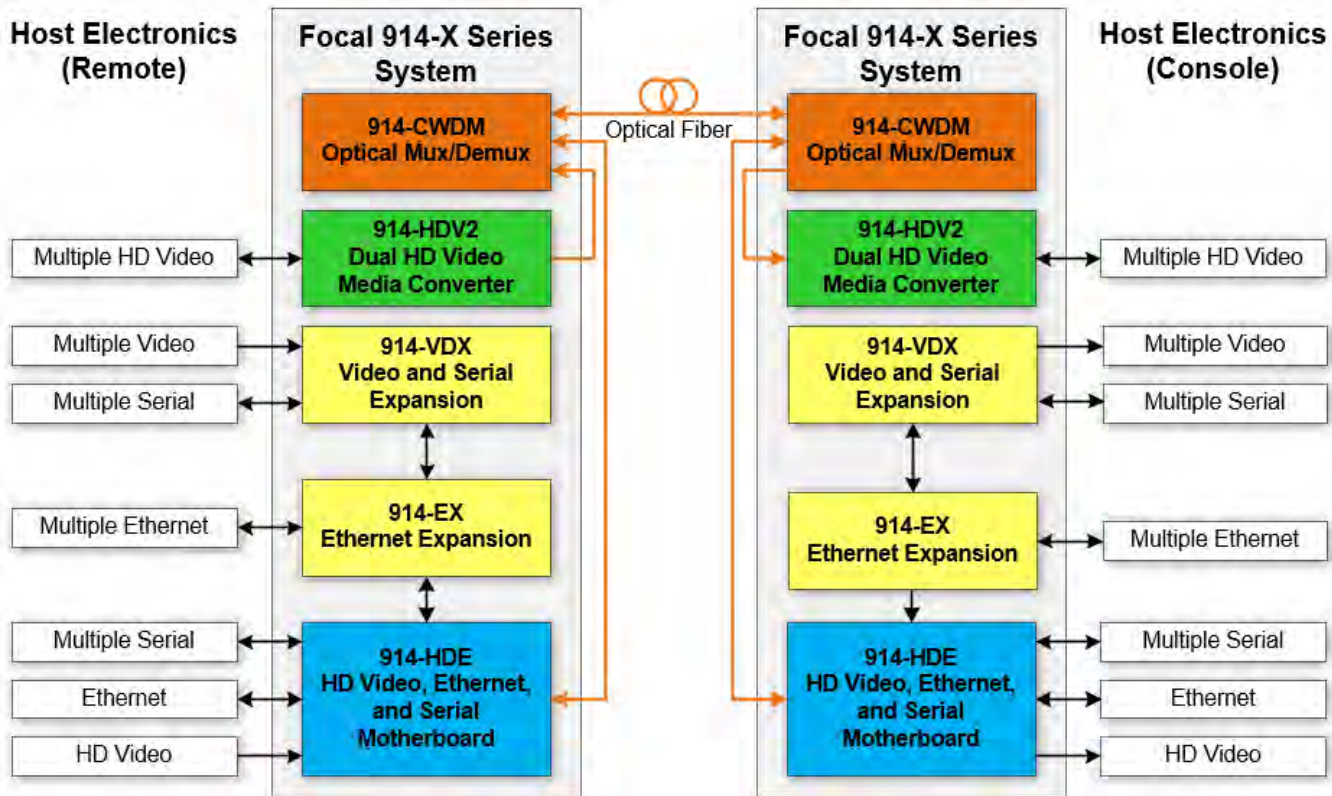 Host Electronics
(Remote)
Focal 914-X Series
System
Focal 914-X Series
System
Host Electronics
(Console)
914-CWDM
Optical Mux/Demux
Optical Fiber
914-CWDM
Optical Mux/Demux
Multiple HD Video
914-HDV2
Dual HD Video
Media Converter
914-HDV2
Dual HD Video
Media Converter
Multiple HD Video
Multiple Video
Multiple Serial
914-VDX
Video and Serial
Expansion
914-VDX
Video and Serial
Expansion
Multiple Video
Multiple Serial
Multiple Ethernet
914-EX
Ethernet Expansion
914-EX
Ethernet Expansion
Multiple Ethernet
Multiple Serial
Ethernet
HD Video
914-HDE
HD Video, Ethernet,
and Serial
Motherboard
914-HDE
HD Video, Ethernet,
and Serial
Motherboard
Multiple Serial
Ethernet
HD Video